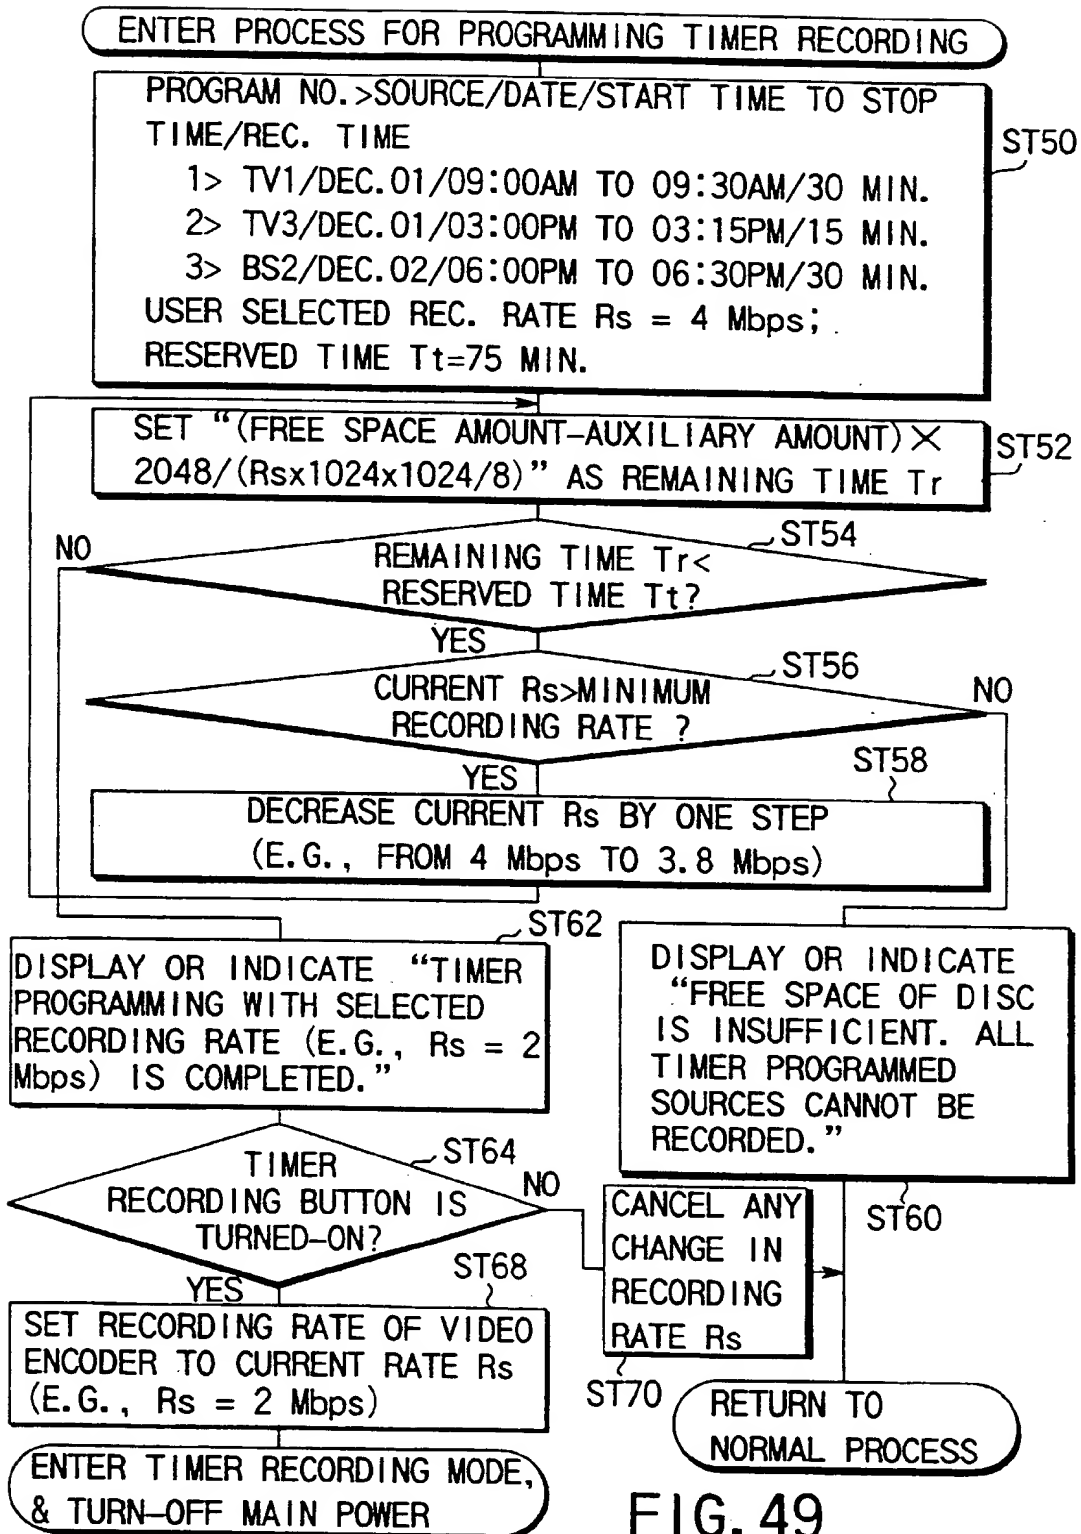 ENTER PROCESS FOR PROGRAMMING TIMER RECORDING
PROGRAM NO.>SOURCE/DATE/START TIME TO STOP
TIME/REC. TIME
1> TV1/DEC.01/09:00AM TO 09:30AM/30 MIN.
2> TV3/DEC.01/03:00PM TO 03:15PM/15 MIN.
3> BS2/DEC.02/06:00PM TO 06:30PM/30 MIN.
USER SELECTED REC. RATE Rs = 4 Mbps;
RESERVED TIME Tt=75 MIN.
ST50
SET “(FREE SPACE AMOUNT-AUXILIARY AMOUNT)×
2048/(Rsx1024x1024/8)” AS REMAINING TIME Tr
ST52
ST54
NO
REMAINING TIME Tr<
RESERVED TIME Tt?
YES
ST56
CURRENT Rs>MINIMUM
RECORDING RATE ?
NO
YES
ST58
DECREASE CURRENT Rs BY ONE STEP
(E.G., FROM 4 Mbps TO 3.8 Mbps)
ST62
DISPLAY OR INDICATE “TIMER
PROGRAMMING WITH SELECTED
RECORDING RATE (E.G., Rs = 2
Mbps) IS COMPLETED.”
DISPLAY OR INDICATE
“FREE SPACE OF DISC
IS INSUFFICIENT. ALL
TIMER PROGRAMMED
SOURCES CANNOT BE
RECORDED.”
ST60
ST64
TIMER
RECORDING BUTTON IS
TURNED-ON?
NO
YES
CANCEL ANY
CHANGE IN
RECORDING
RATE Rs
ST70
ST68
SET RECORDING RATE OF VIDEO
ENCODER TO CURRENT RATE Rs
(E.G., Rs = 2 Mbps)
RETURN TO
NORMAL PROCESS
ENTER TIMER RECORDING MODE,
& TURN-OFF MAIN POWER
FIG. 49